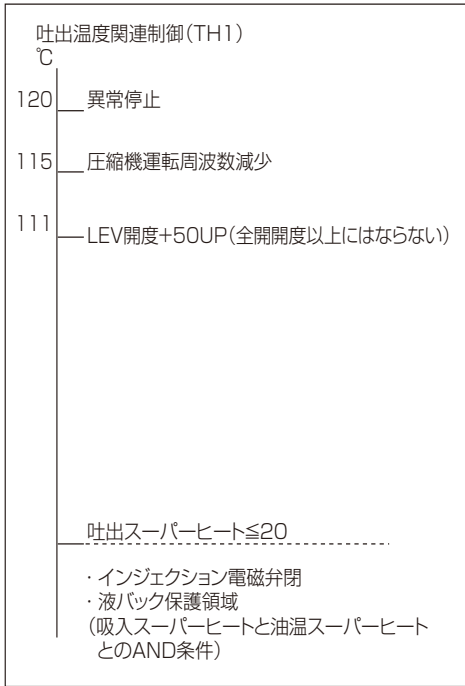 吐出温度関連制御(TH1)
℃
120 異常停止
115 圧縮機運転周波数減少
111 LEV開度+50UP(全開開度以上にはならない)
吐出スーパーヒート≦20
・インジェクション電磁弁閉
・液バック保護領域
(吸入スーパーヒートと油温スーパーヒート
とのAND条件)